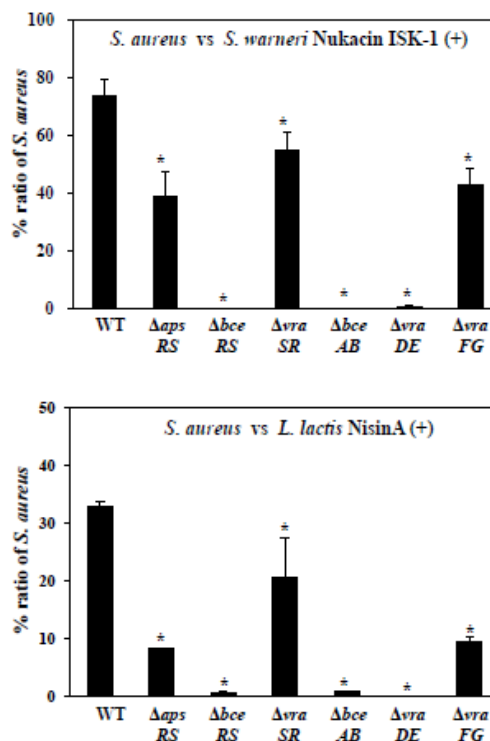 S. aureus vs S. warneri Nukacin ISK-1 (+)
% ratio of S. aureus
100
80
60
40
20
0
* * * * * *
WT Δaps Δbce Δvra Δbce Δvra Δvra
RS RS SR AB DE FG
S. aureus vs L. lactis NisinA (+)
% ratio of S. aureus
50
40
30
20
10
0
* * * * * *
WT Δaps Δbce Δvra Δbce Δvra Δvra
RS RS SR AB DE FG